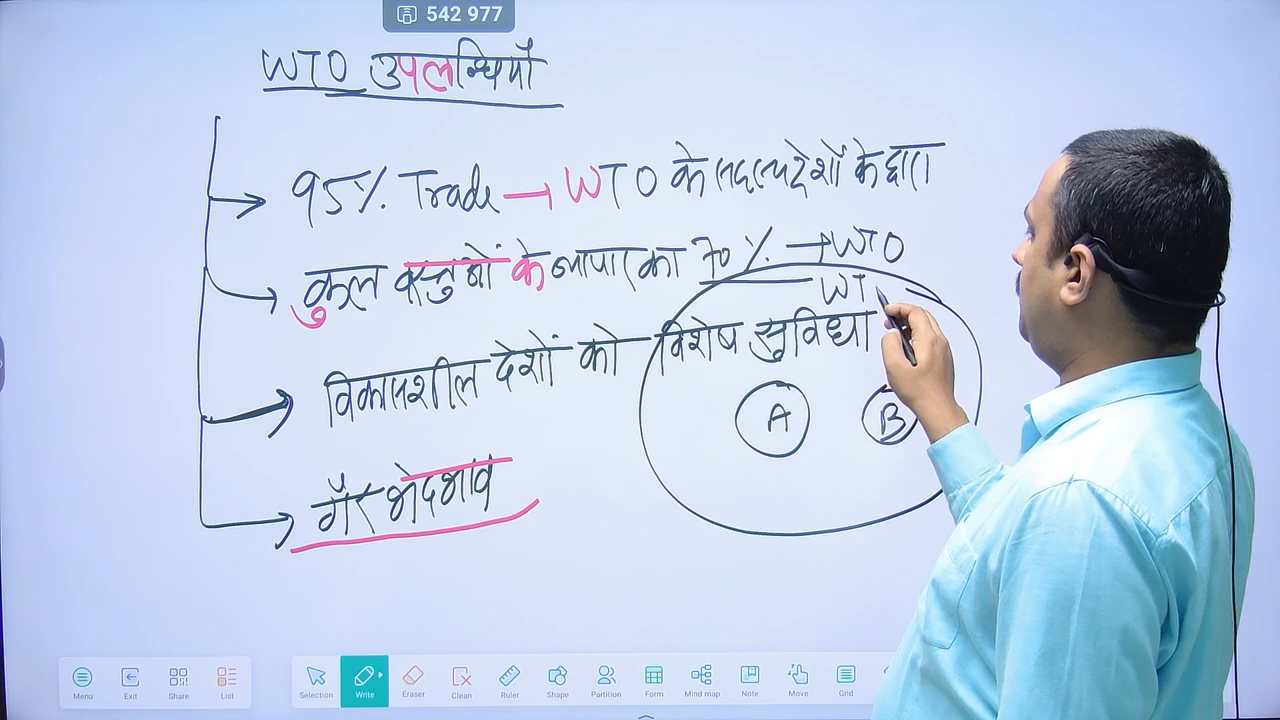 542 977
WTO उपलब्धियाँ
95% Trade → WTO के सदस्य देशों के द्वारा
कुल वस्तुओं के व्यापार का 70% → WTO
WT
विकासशील देशों को विशेष सुविधा
A B
गैर भेदभाव
Menu Exit Share List Selection Write Eraser Clean Ruler Shape Partition Form Mind map Note Move Grid